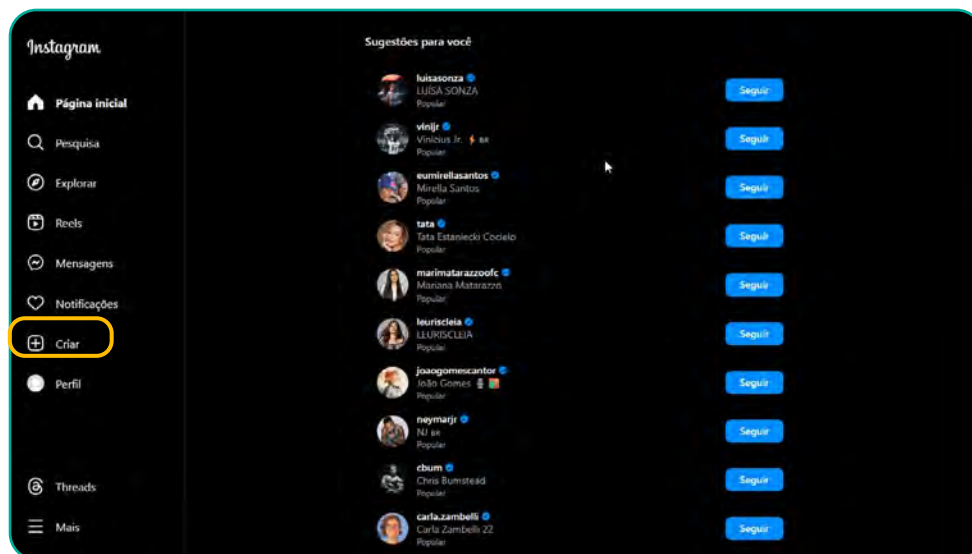 Instagram
Página inicial
Pesquisa
Explorar
Reels
Mensagens
Notificações
Criar
Perfil
Threads
Mais
Sugestões para você
luisasonza
LUÍSA SONZA
Popular
Seguir
vinijr
Vinicius Jr. ⚡ BR
Popular
Seguir
eumirellasantos
Mirella Santos
Popular
Seguir
tata
Tata Estaniecki Cocielo
Popular
Seguir
marimatarazzoofc
Mariana Matarazzo
Popular
Seguir
leuriscleia
LEURISCLEIA
Popular
Seguir
joaogomescantor
João Gomes
Popular
Seguir
neymarjr
NJ BR
Popular
Seguir
cbum
Chris Bumstead
Popular
Seguir
carla.zambelli
Carla Zambelli 22
Popular
Seguir